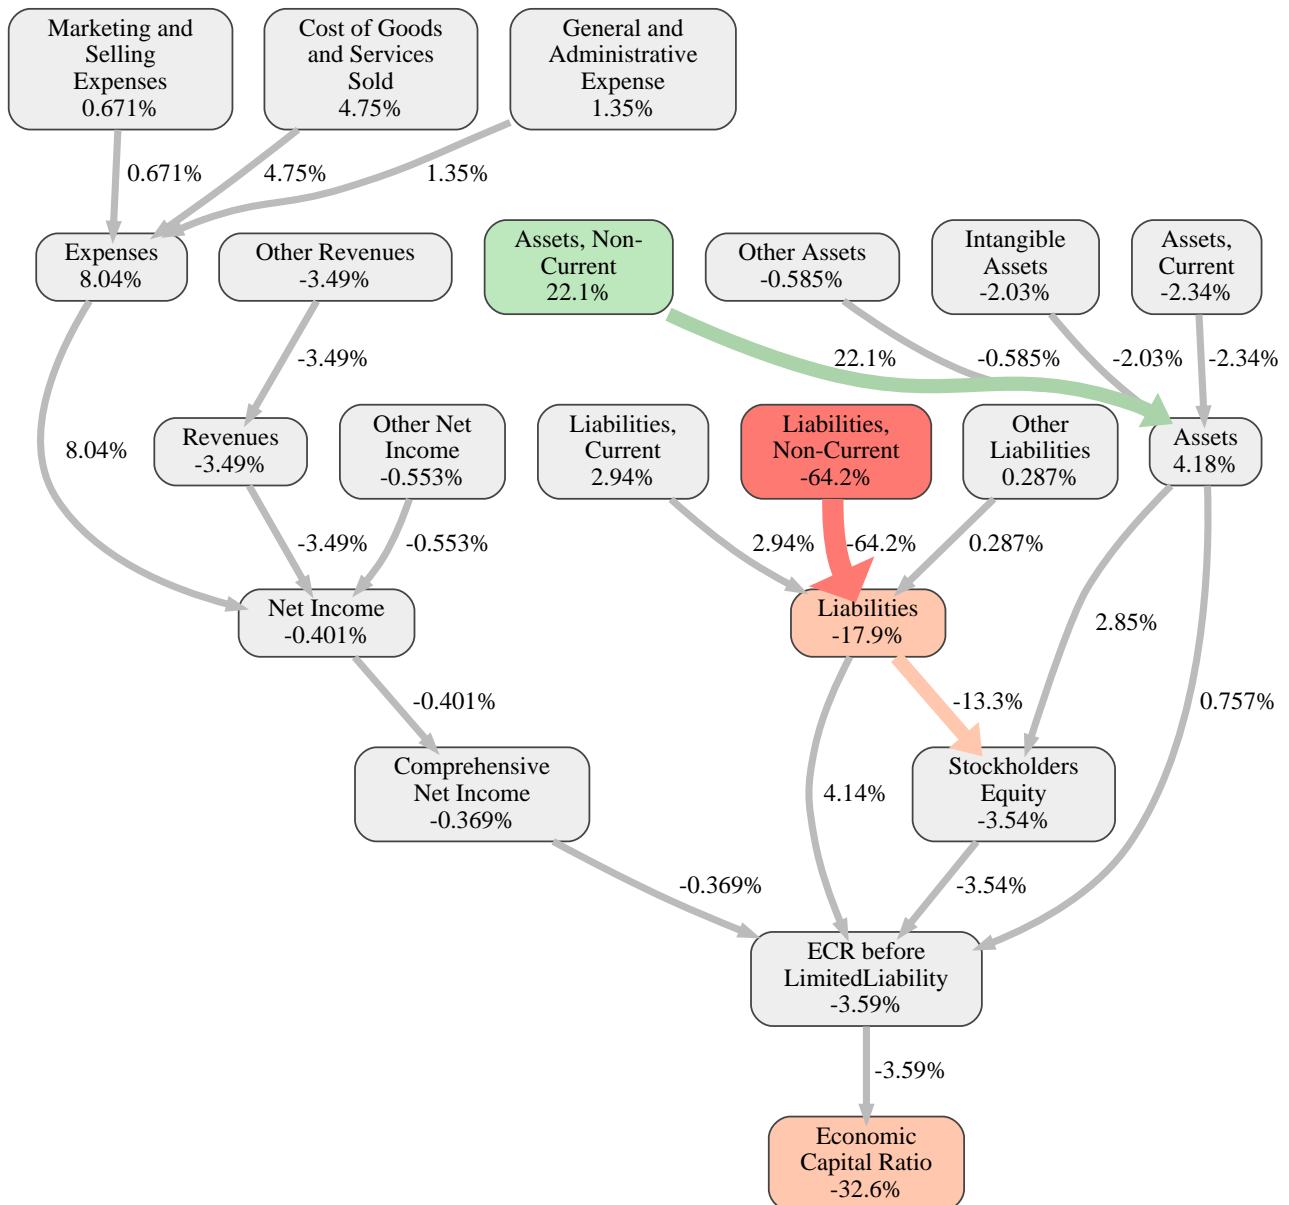 Marketing and
Selling
Expenses
0.671%
Cost of Goods
and Services
Sold
4.75%
General and
Administrative
Expense
1.35%
0.671%
4.75%
1.35%
Expenses
8.04%
Other Revenues
-3.49%
Assets, Non-
Current
22.1%
Other Assets
-0.585%
Intangible
Assets
-2.03%
Assets,
Current
-2.34%
-3.49%
22.1%
-0.585%
-2.03%
-2.34%
8.04%
Revenues
-3.49%
Other Net
Income
-0.553%
Liabilities,
Current
2.94%
Liabilities,
Non-Current
-64.2%
Other
Liabilities
0.287%
Assets
4.18%
-3.49%
-0.553%
2.94%
-64.2%
0.287%
Net Income
-0.401%
Liabilities
-17.9%
2.85%
-0.401%
-13.3%
0.757%
Comprehensive
Net Income
-0.369%
4.14%
Stockholders
Equity
-3.54%
-0.369%
-3.54%
ECR before
LimitedLiability
-3.59%
-3.59%
Economic
Capital Ratio
-32.6%